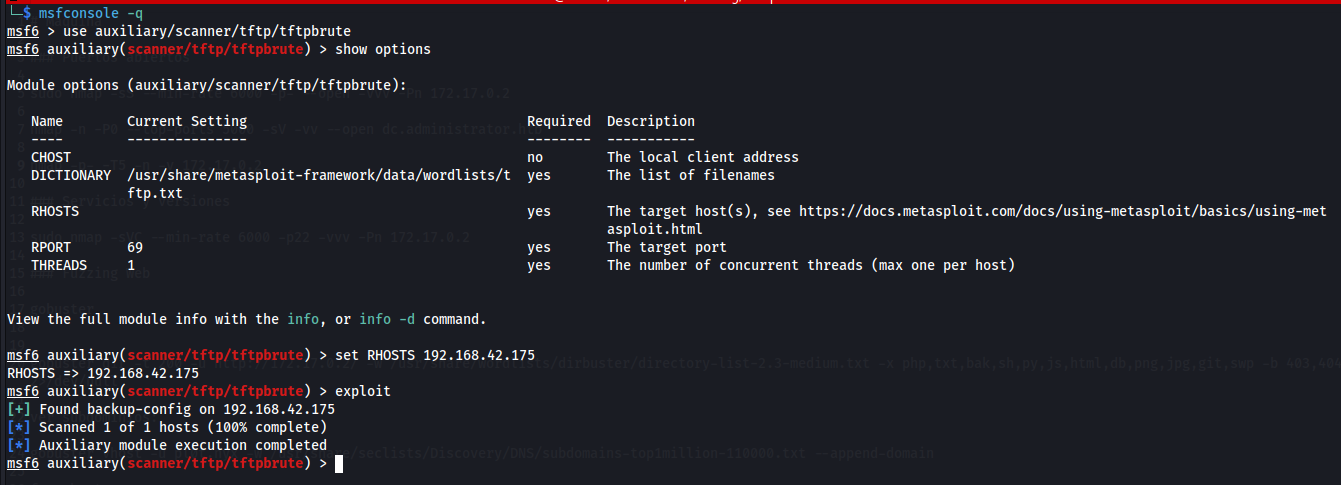 └─$ msfconsole -q
msf6 > use auxiliary/scanner/tftp/tftpbrute
msf6 auxiliary(scanner/tftp/tftpbrute) > show options
Module options (auxiliary/scanner/tftp/tftpbrute):
Name Current Setting Required Description
---- --------------- -------- -----------
CHOST no The local client address
DICTIONARY /usr/share/metasploit-framework/data/wordlists/t yes The list of filenames
ftp.txt
RHOSTS yes The target host(s), see https://docs.metasploit.com/docs/using-metasploit/basics/using-met
asploit.html
RPORT 69 yes The target port
THREADS 1 yes The number of concurrent threads (max one per host)
View the full module info with the info, or info -d command.
msf6 auxiliary(scanner/tftp/tftpbrute) > set RHOSTS 192.168.42.175
RHOSTS => 192.168.42.175
msf6 auxiliary(scanner/tftp/tftpbrute) > exploit
[+] Found backup-config on 192.168.42.175
[*] Scanned 1 of 1 hosts (100% complete)
[*] Auxiliary module execution completed
msf6 auxiliary(scanner/tftp/tftpbrute) >